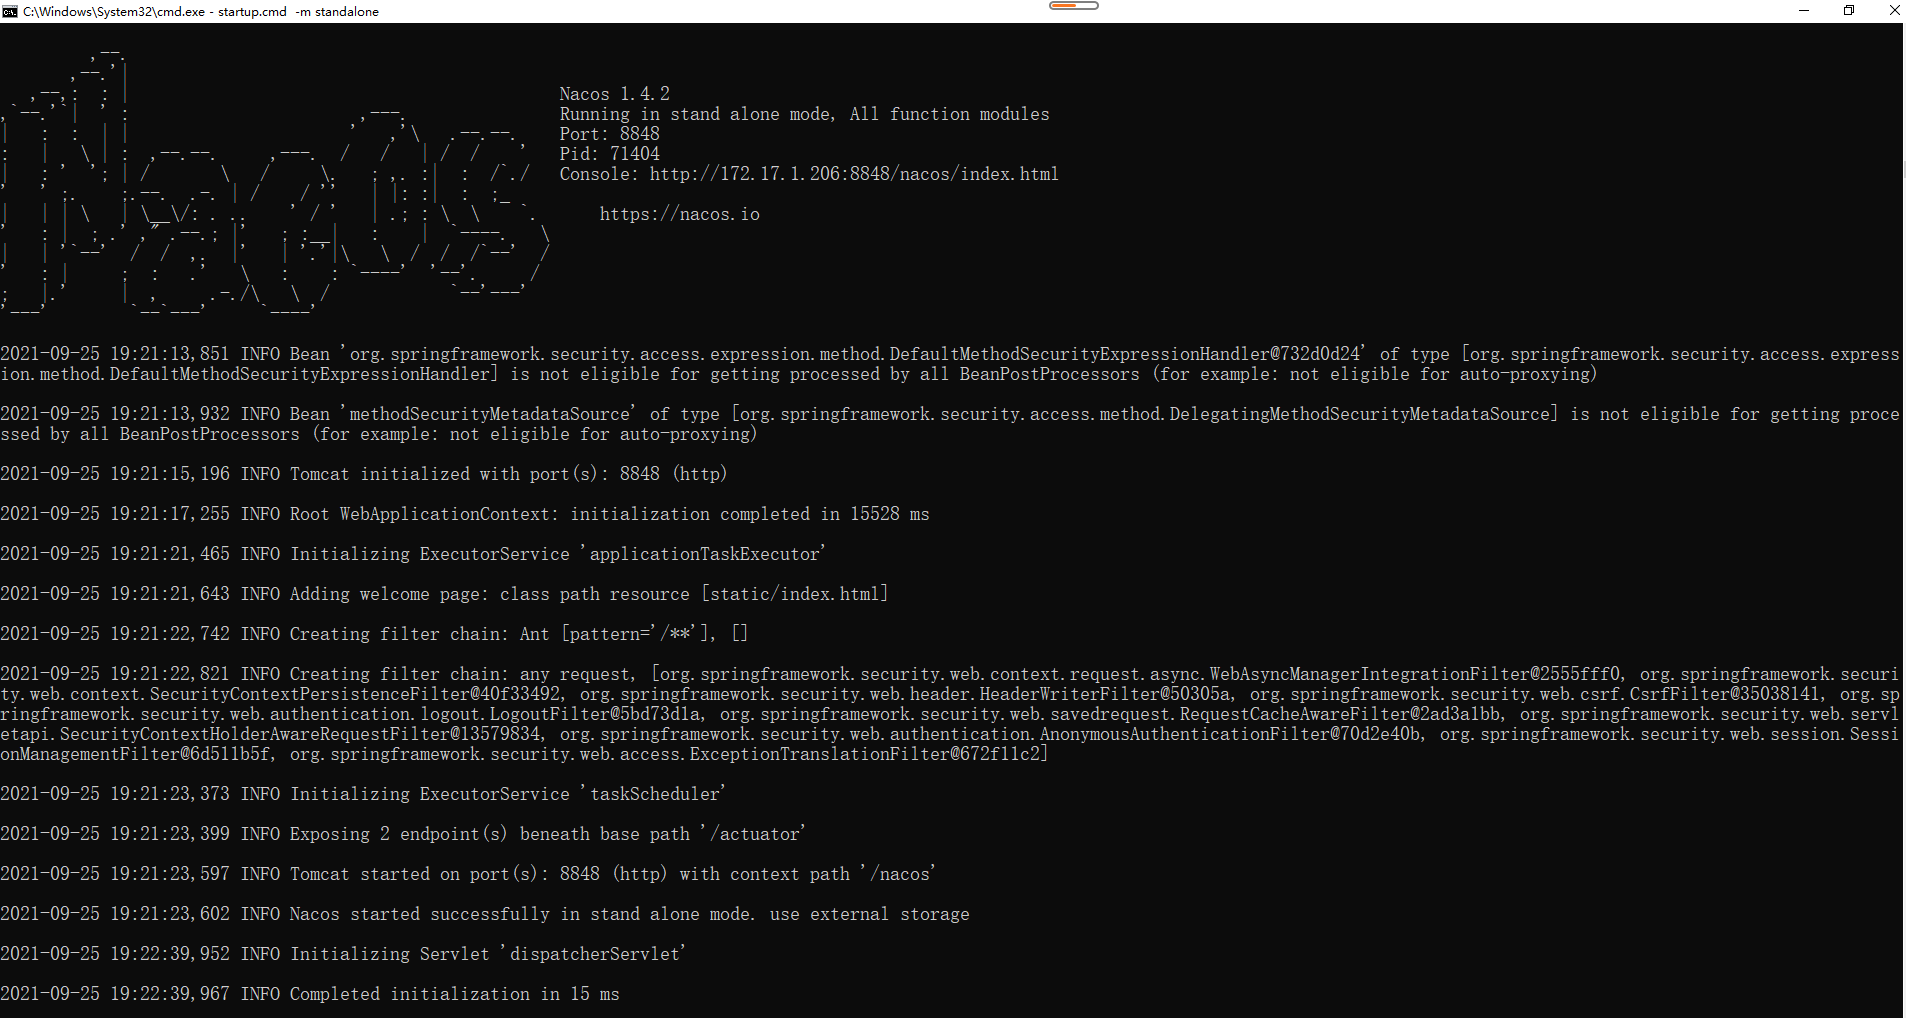 C:\Windows\System32\cmd.exe - startup.cmd  -m standalone
Nacos 1.4.2
Running in stand alone mode, All function modules
Port: 8848
Pid: 71404
Console: http://172.17.1.206:8848/nacos/index.html
https://nacos.io
2021-09-25 19:21:13,851 INFO Bean 'org.springframework.security.access.expression.method.DefaultMethodSecurityExpressionHandler@732d0d24' of type [org.springframework.security.access.express
ion.method.DefaultMethodSecurityExpressionHandler] is not eligible for getting processed by all BeanPostProcessors (for example: not eligible for auto-proxying)
2021-09-25 19:21:13,932 INFO Bean 'methodSecurityMetadataSource' of type [org.springframework.security.access.method.DelegatingMethodSecurityMetadataSource] is not eligible for getting proce
ssed by all BeanPostProcessors (for example: not eligible for auto-proxying)
2021-09-25 19:21:15,196 INFO Tomcat initialized with port(s): 8848 (http)
2021-09-25 19:21:17,255 INFO Root WebApplicationContext: initialization completed in 15528 ms
2021-09-25 19:21:21,465 INFO Initializing ExecutorService 'applicationTaskExecutor'
2021-09-25 19:21:21,643 INFO Adding welcome page: class path resource [static/index.html]
2021-09-25 19:21:22,742 INFO Creating filter chain: Ant [pattern='/**'], []
2021-09-25 19:21:22,821 INFO Creating filter chain: any request, [org.springframework.security.web.context.request.async.WebAsyncManagerIntegrationFilter@2555fff0, org.springframework.securi
ty.web.context.SecurityContextPersistenceFilter@40f33492, org.springframework.security.web.header.HeaderWriterFilter@50305a, org.springframework.security.web.csrf.CsrfFilter@35038141, org.sp
ringframework.security.web.authentication.logout.LogoutFilter@5bd73d1a, org.springframework.security.web.savedrequest.RequestCacheAwareFilter@2ad3a1bb, org.springframework.security.web.servl
etapi.SecurityContextHolderAwareRequestFilter@13579834, org.springframework.security.web.authentication.AnonymousAuthenticationFilter@70d2e40b, org.springframework.security.web.session.Sessi
onManagementFilter@6d511b5f, org.springframework.security.web.access.ExceptionTranslationFilter@672f11c2]
2021-09-25 19:21:23,373 INFO Initializing ExecutorService 'taskScheduler'
2021-09-25 19:21:23,399 INFO Exposing 2 endpoint(s) beneath base path '/actuator'
2021-09-25 19:21:23,597 INFO Tomcat started on port(s): 8848 (http) with context path '/nacos'
2021-09-25 19:21:23,602 INFO Nacos started successfully in stand alone mode. use external storage
2021-09-25 19:22:39,952 INFO Initializing Servlet 'dispatcherServlet'
2021-09-25 19:22:39,967 INFO Completed initialization in 15 ms